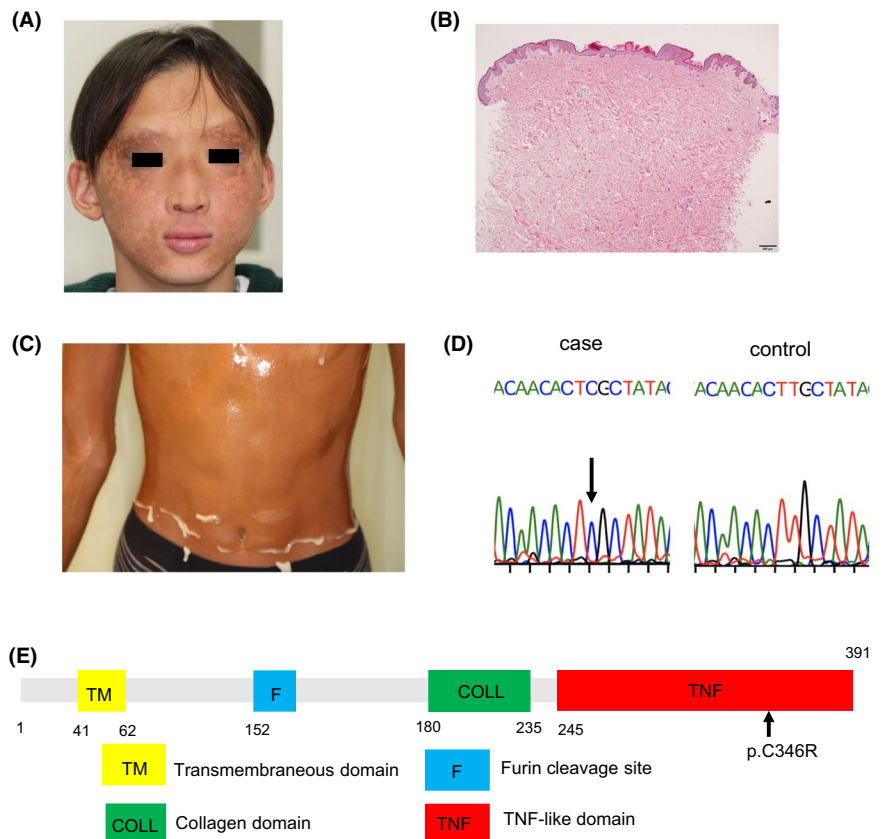 (A)
(B)
(C)
(D)
case
control
ACAACACTCGCTATA
ACAACACTTGCTATA
(E)
391
TM
F
COLL
TNF
1
41
62
152
180
235
245
p.C346R
TM
Transmembraneous domain
F
Furin cleavage site
COLL
Collagen domain
TNF
TNF-like domain